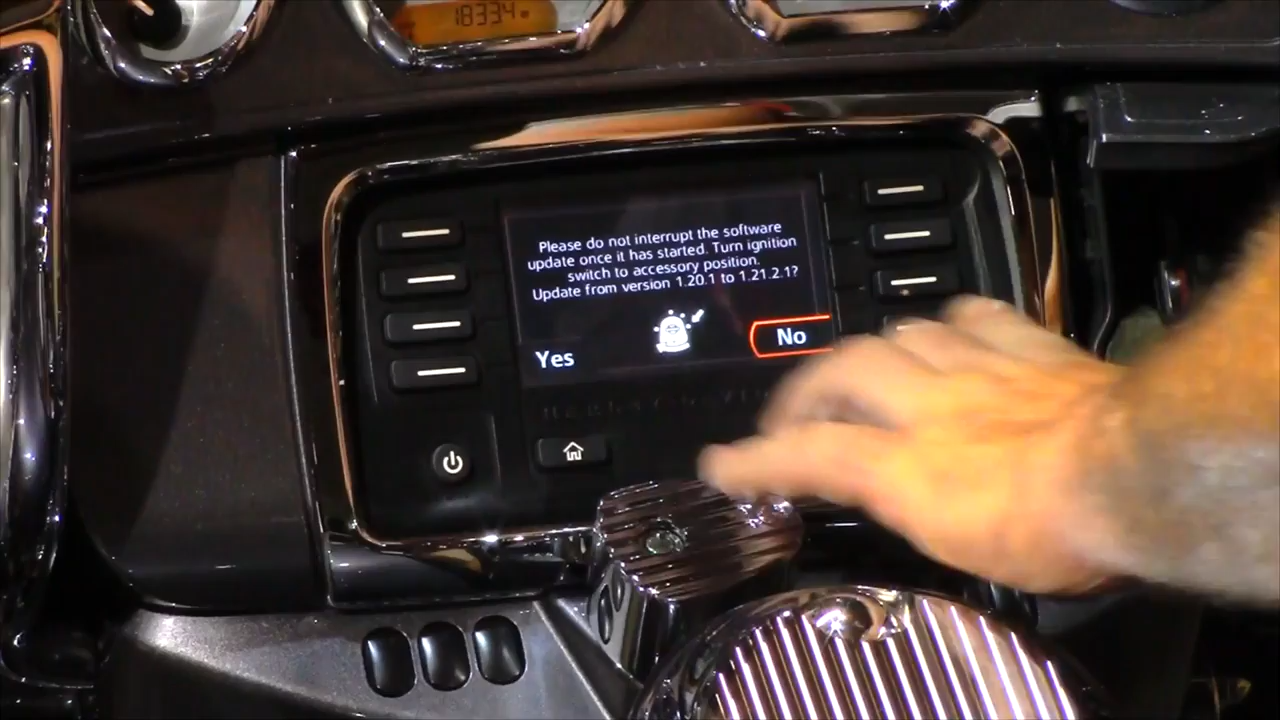 18334
Please do not interrupt the software
update once it has started. Turn ignition
switch to accessory position.
Update from version 1.20.1 to 1.21.2.1?
Yes
No